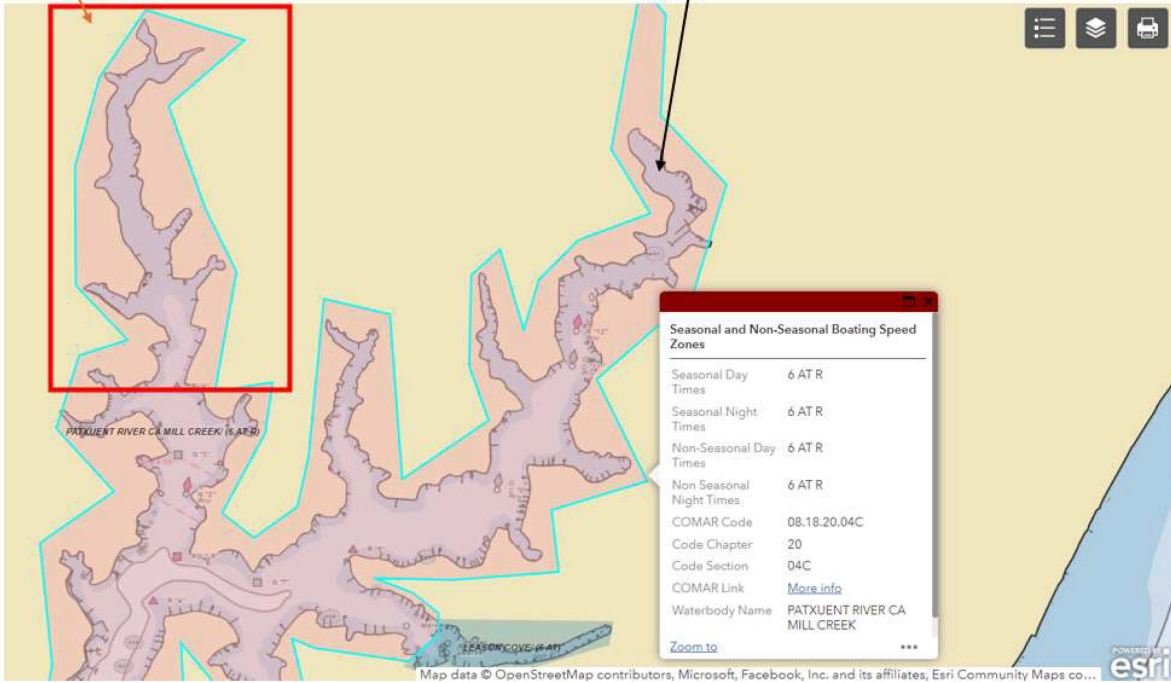 PATXUENT RIVER CA MILL CREEK/ (6 AT R)
Seasonal and Non-Seasonal Boating Speed
Zones
Seasonal Day
Times
6 AT R
Seasonal Night
Times
6 AT R
Non-Seasonal Day
Times
6 AT R
Non Seasonal
Night Times
6 AT R
COMAR Code
08.18.20.04C
Code Chapter
20
Code Section
04C
COMAR Link
More info
Waterbody Name
PATXUENT RIVER CA
MILL CREEK
Zoom to
LEASON COVE/ (6 AT)
Map data © OpenStreetMap contributors, Microsoft, Facebook, Inc. and its affiliates, Esri Community Maps co...
POWERED BY
esri